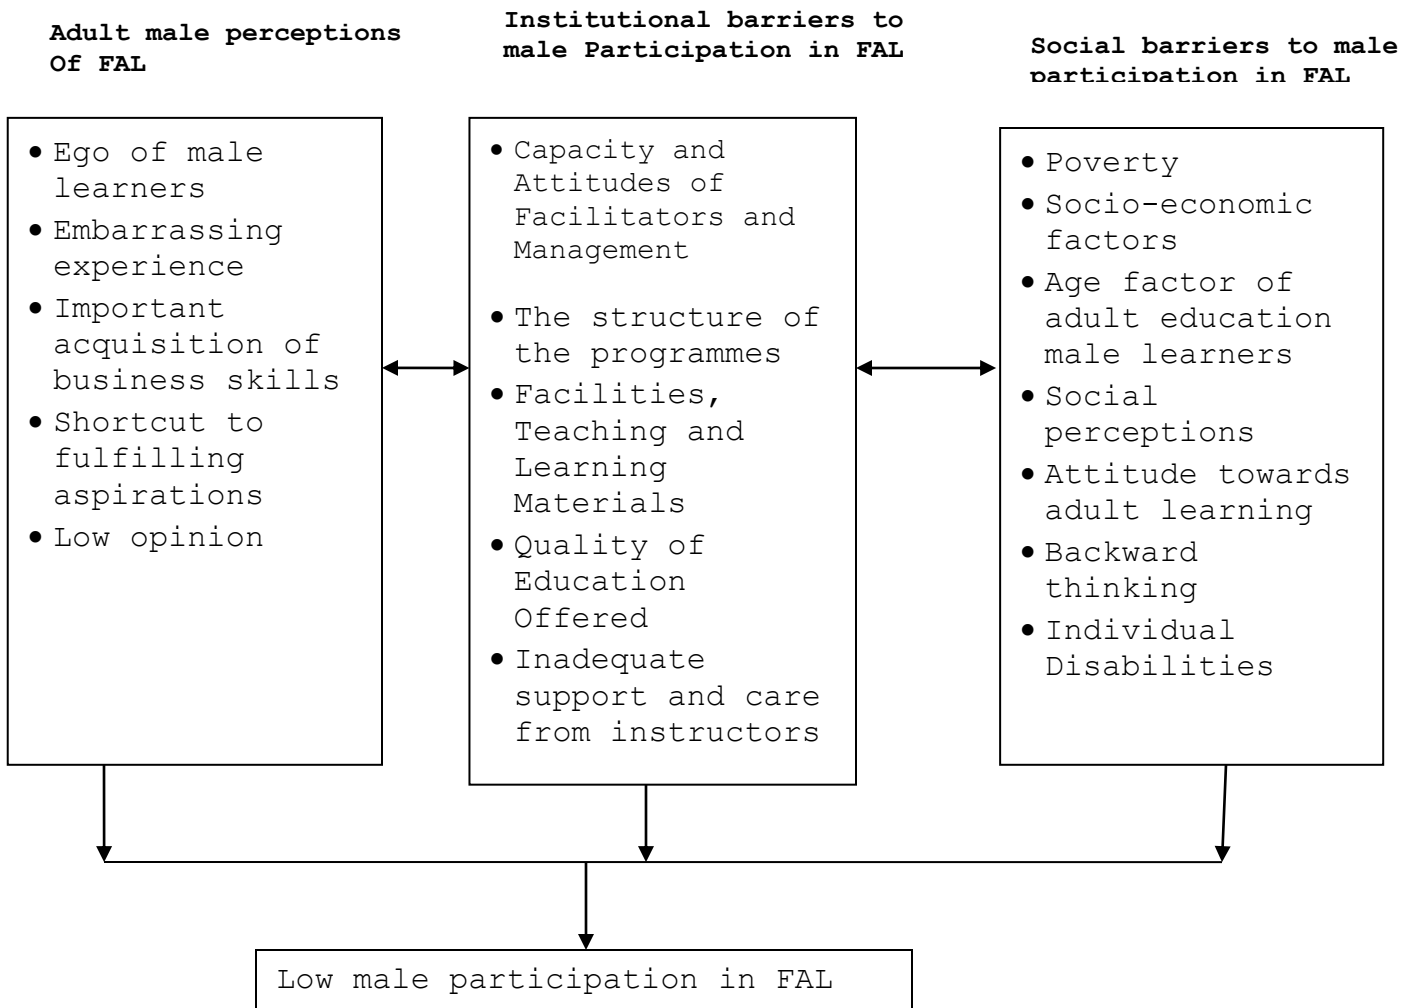 Adult male perceptions
Of FAL
Institutional barriers to
male Participation in FAL
Social barriers to male
participation in FAL
• Ego of male
learners
• Embarrassing
experience
• Important
acquisition of
business skills
• Shortcut to
fulfilling
aspirations
• Low opinion
• Capacity and
Attitudes of
Facilitators and
Management
• The structure of
the programmes
• Facilities,
Teaching and
Learning
Materials
• Quality of
Education
Offered
• Inadequate
support and care
from instructors
• Poverty
• Socio-economic
factors
• Age factor of
adult education
male learners
• Social
perceptions
• Attitude towards
adult learning
• Backward
thinking
• Individual
Disabilities
Low male participation in FAL